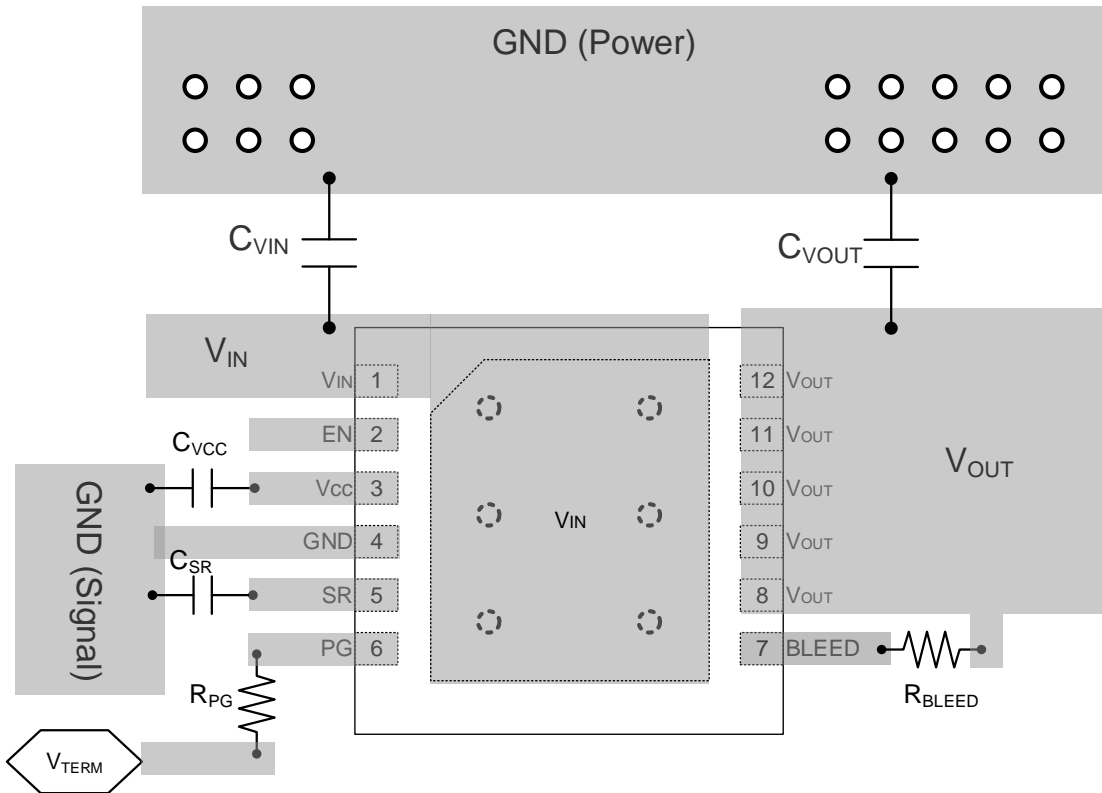 GND (Power)
CVIN
CVOUT
VIN
VIN 1
12 VOUT
EN 2
11 VOUT
CVCC
VCC 3
10 VOUT
VOUT
GND (Signal)
VIN
GND 4
9 VOUT
CSR
SR 5
8 VOUT
PG 6
7 BLEED
RPG
RBLEED
VTERM